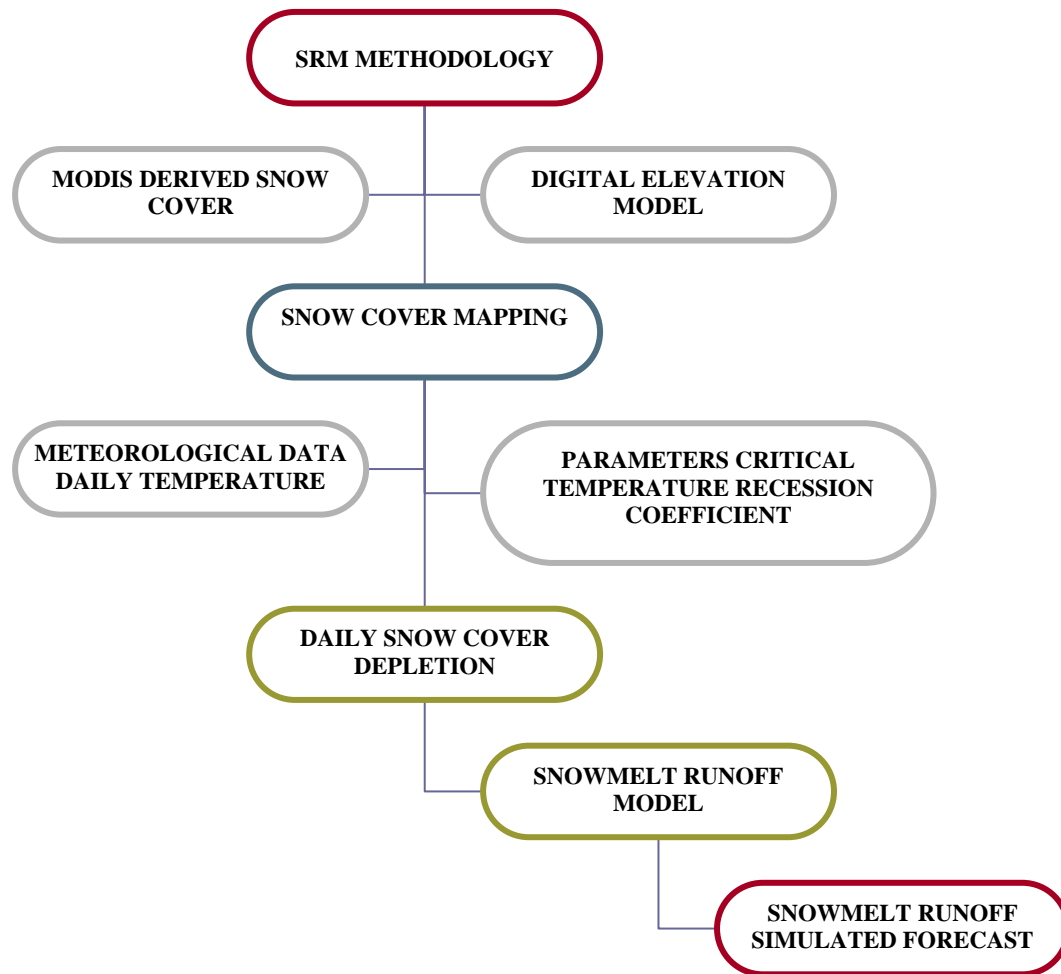 SRM METHODOLOGY
MODIS DERIVED SNOW
COVER
DIGITAL ELEVATION
MODEL
SNOW COVER MAPPING
METEOROLOGICAL DATA
DAILY TEMPERATURE
PARAMETERS CRITICAL
TEMPERATURE RECESSION
COEFFICIENT
DAILY SNOW COVER
DEPLETION
SNOWMELT RUNOFF
MODEL
SNOWMELT RUNOFF
SIMULATED FORECAST